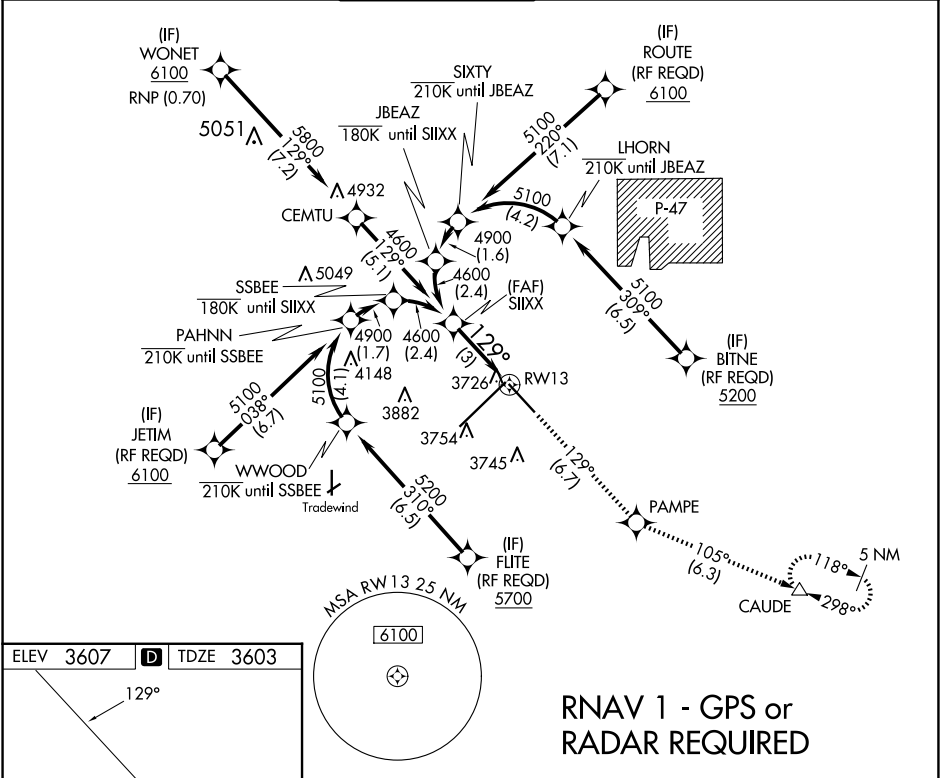 (IF)
WONET
6100
RNP (0.70)
(IF)
ROUTE
(RF REQD)
6100
SIXTY
210K until JBEAZ
JBEAZ
180K until SIIXX
5051
5800
129°
(7.2)
5100
220°
(7.1)
LHORN
210K until JBEAZ
P-47
4932
CEMTU
5100
(4.2)
4900
(1.6)
4600
129°
(5.1)
4600
(2.4)
5049
SSBEE
180K until SIIXX
(FAF)
SIIXX
5100
309°
(6.5)
PAHNN
210K until SSBEE
4900
(1.7)
4600
(2.4)
129°
(3)
(IF)
BITNE
(RF REQD)
5200
5100
(4.1)
4148
3726
RW13
3882
5100
038°
(6.7)
(IF)
JETIM
(RF REQD)
6100
3754
3745
WWOOD
210K until SSBEE
Tradewind
5200
310°
(6.5)
129°
(6.7)
PAMPE
(IF)
FLITE
(RF REQD)
5700
105°
(6.3)
118°
5 NM
298°
CAUDE
MSA RW13 25 NM
6100
ELEV 3607 D TDZE 3603
129°
RNAV 1 - GPS or
RADAR REQUIRED